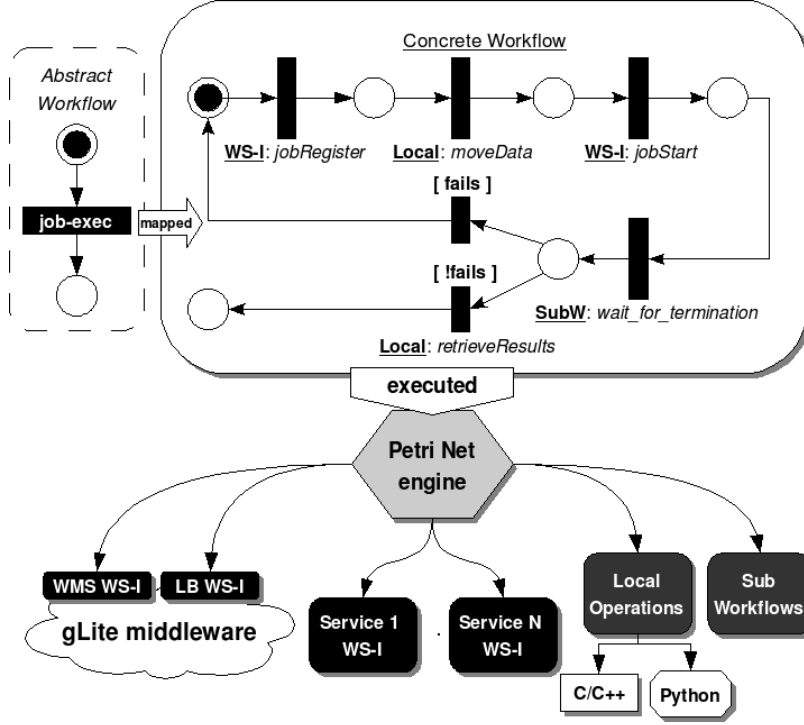 Abstract
Workflow
job-exec
mapped
Concrete Workflow
WS-I: jobRegister
Local: moveData
WS-I: jobStart
[ fails ]
[ !fails ]
SubW: wait_for_termination
Local: retrieveResults
executed
Petri Net
engine
WMS WS-I
LB WS-I
gLite middleware
Service 1
WS-I
.
Service N
WS-I
Local
Operations
Sub
Workflows
C/C++
Python